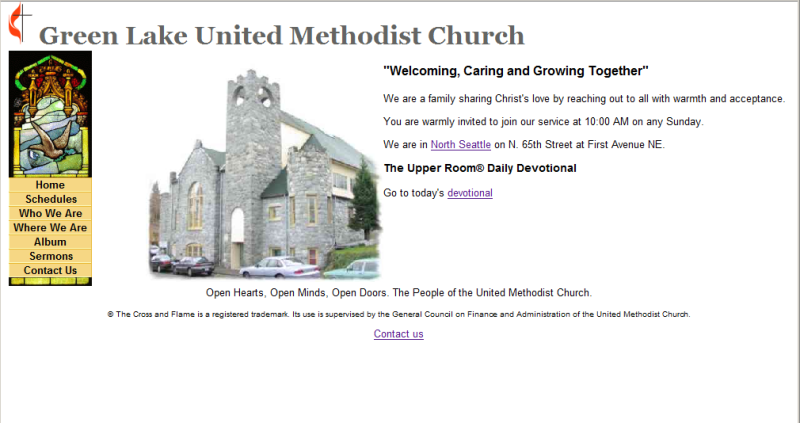 Green Lake United Methodist Church
Home
Schedules
Who We Are
Where We Are
Album
Sermons
Contact Us
"Welcoming, Caring and Growing Together"
We are a family sharing Christ's love by reaching out to all with warmth and acceptance.
You are warmly invited to join our service at 10:00 AM on any Sunday.
We are in North Seattle on N. 65th Street at First Avenue NE.
The Upper Room® Daily Devotional
Go to today's devotional
Open Hearts, Open Minds, Open Doors. The People of the United Methodist Church.
® The Cross and Flame is a registered trademark. Its use is supervised by the General Council on Finance and Administration of the United Methodist Church.
Contact us